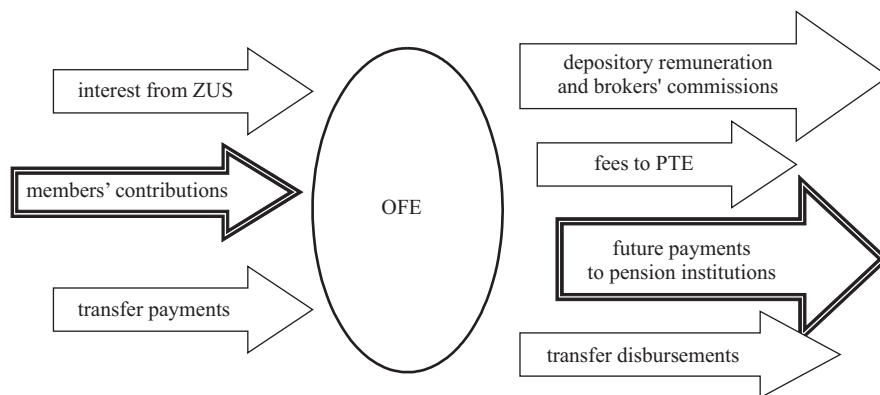 interest from ZUS
members’ contributions
transfer payments
OFE
depository remuneration
and brokers' commissions
fees to PTE
future payments
to pension institutions
transfer disbursements